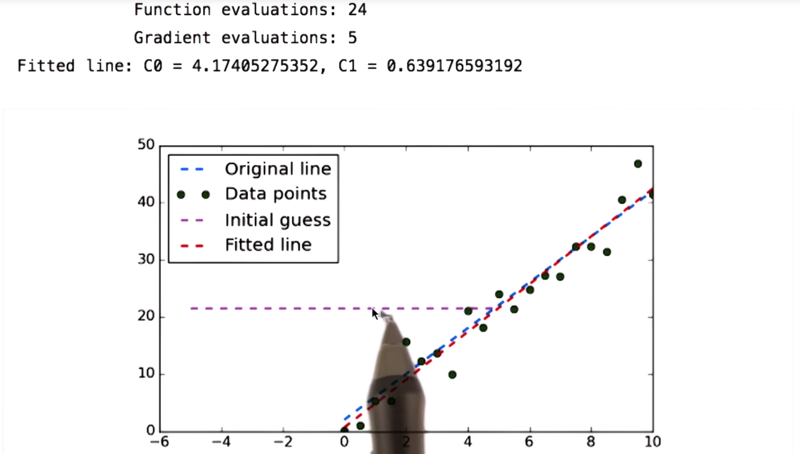 Function evaluations: 24
Gradient evaluations: 5
Fitted line: C0 = 4.17405275352, C1 = 0.639176593192
50
Original line
Data points
40
Initial guess
Fitted line
30
20
10
0
−6 −4 −2 0 2 4 6 8 10